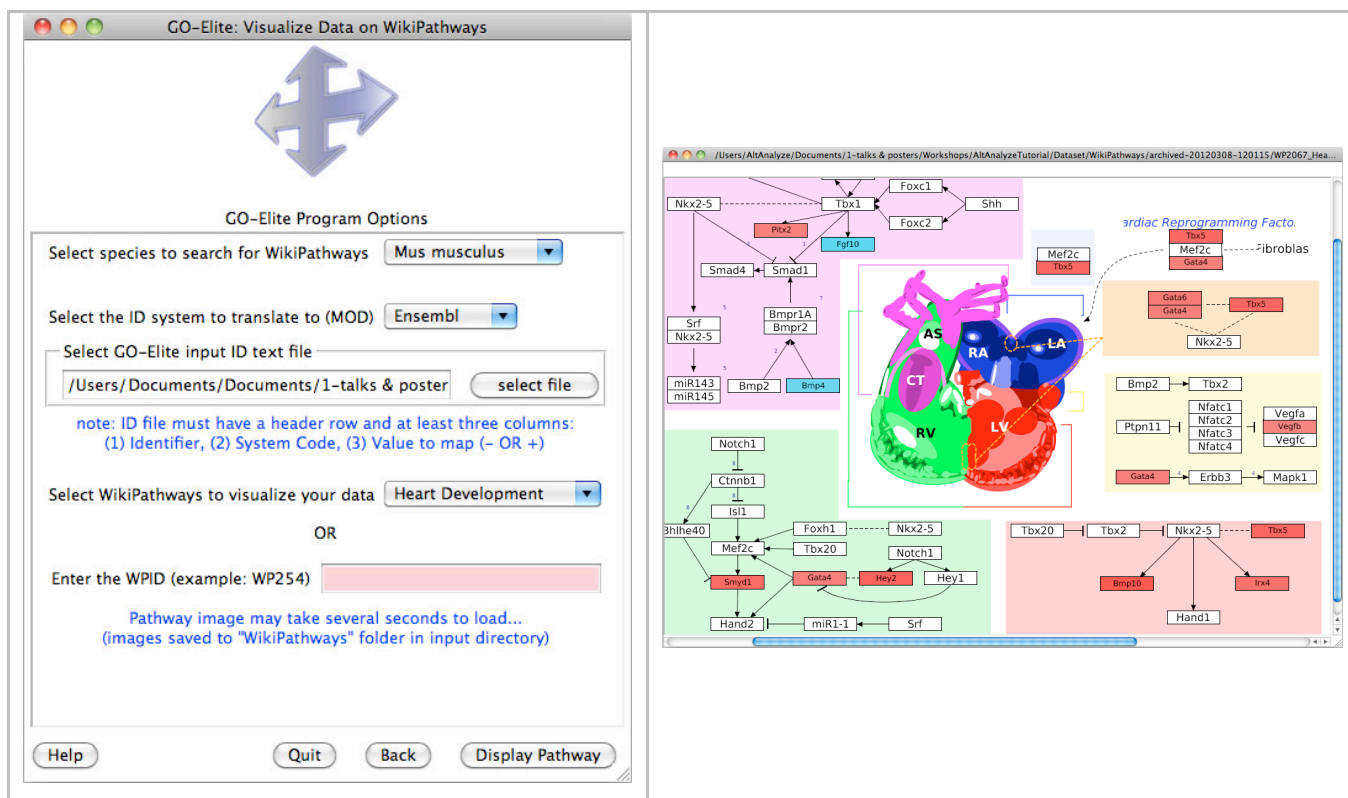 GO-Elite: Visualize Data on WikiPathways
GO-Elite Program Options
Select species to search for WikiPathways
Mus musculus
Select the ID system to translate to (MOD)
Ensembl
Select GO-Elite input ID text file
/Users/Documents/Documents/1-talks & poster
select file
note: ID file must have a header row and at least three columns:
(1) Identifier, (2) System Code, (3) Value to map (- OR +)
Select WikiPathways to visualize your data
Heart Development
OR
Enter the WPID (example: WP254)
Pathway image may take several seconds to load...
(images saved to "WikiPathways" folder in input directory)
Help
Quit
Back
Display Pathway
/Users/AltAnalyze/Documents/1-talks & posters/Workshops/AltAnalyzeTutorial/Dataset/WikiPathways/archived-20120308-120115/WP2067_Hea...
Foxc1
Nkx2-5
Tbx1
Shh
Foxc2
Pitx2
Fgf10
Smad4
Smad1
Bmpr1A
Bmpr2
Srf
Nkx2-5
miR143
miR145
Bmp2
Bmp4
Mef2c
Tbx5
ardiac Reprogramming Facto
Tbx5
Mef2c
Gata4
ibroblas
Gata6
Gata4
Tbx5
Nkx2-5
AS
RA
LA
CT
RV
LV
Bmp2
Tbx2
Ptpn11
Nfatc1
Nfatc2
Nfatc3
Nfatc4
Vegfa
Vegfb
Vegfc
Gata4
Erbb3
Mapk1
Notch1
Ctnnb1
Isl1
3hlhe40
Foxh1
Nkx2-5
Mef2c
Tbx20
Notch1
Smyd1
Gata4
Hey2
Hey1
Hand2
miR1-1
Srf
Tbx20
Tbx2
Nkx2-5
Tbx5
Bmp10
Irx4
Hand1